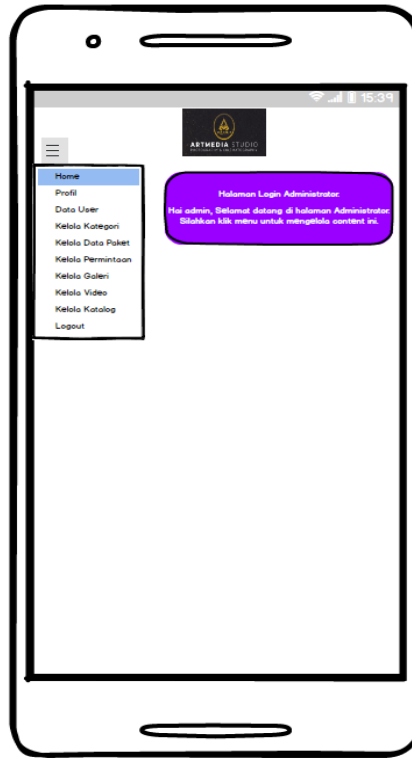 15:39
ARTMEDIA STUDIO
Home
Profil
Data User
Kelola Kategori
Kelola Data Paket
Kelola Permintaan
Kelola Galeri
Kelola Video
Kelola Katalog
Logout
Halaman Login Administrator.
Hai admin, Selamat datang di halaman Administrator.
Silahkan klik menu untuk mengelola content ini.